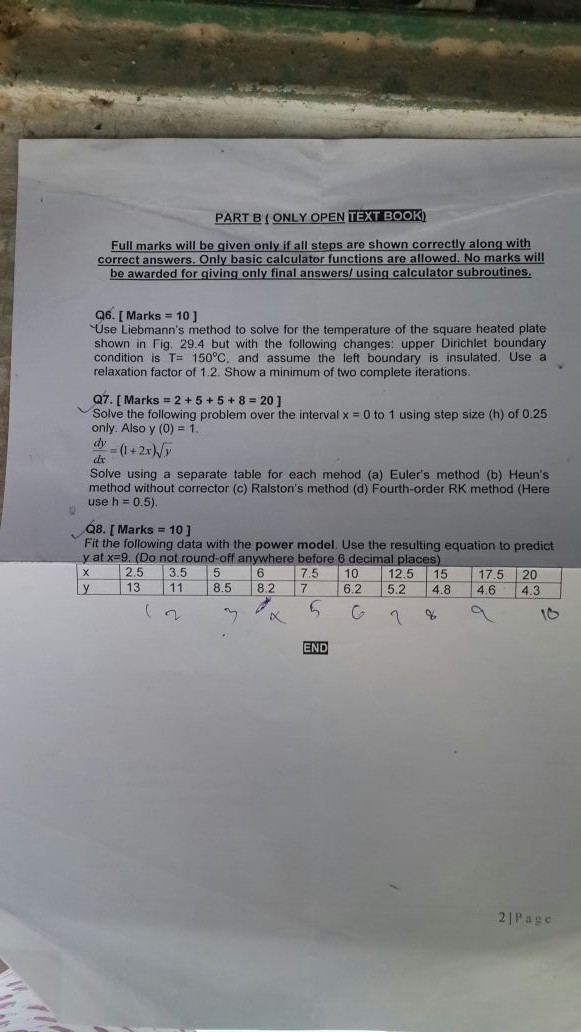 PART B ( ONLY OPEN TEXT BOOK)
Full marks will be given only if all steps are shown correctly along with
correct answers. Only basic calculator functions are allowed. No marks will
be awarded for giving only final answers/ using calculator subroutines.
Q6. [ Marks = 10 ]
Use Liebmann's method to solve for the temperature of the square heated plate
shown in Fig. 29.4 but with the following changes: upper Dirichlet boundary
condition is T= 150°C, and assume the left boundary is insulated. Use a
relaxation factor of 1.2. Show a minimum of two complete iterations.
Q7. [ Marks = 2 + 5 + 5 + 8 = 20 ]
Solve the following problem over the interval x = 0 to 1 using step size (h) of 0.25
only. Also y (0) = 1.
dy/dx = (1+2x)√y
Solve using a separate table for each mehod (a) Euler's method (b) Heun's
method without corrector (c) Ralston's method (d) Fourth-order RK method (Here
use h = 0.5).
Q8. [ Marks = 10 ]
Fit the following data with the power model. Use the resulting equation to predict
y at x=9. (Do not round-off anywhere before 6 decimal places)
x 2.5 3.5 5 6 7.5 10 12.5 15 17.5 20
y 13 11 8.5 8.2 7 6.2 5.2 4.8 4.6 4.3
1 2 3 4 5 6 7 8 9 10
END
2 | Page